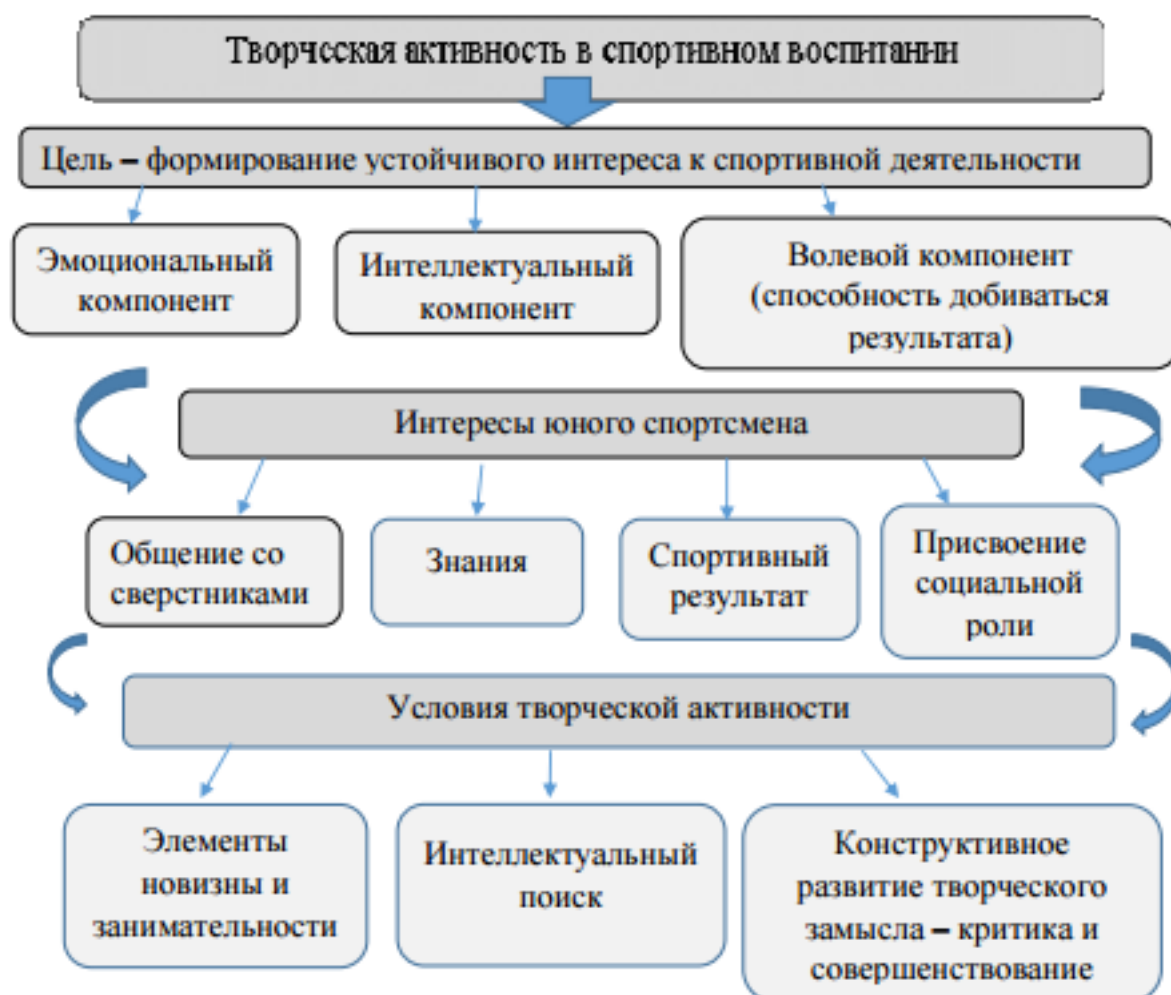 Творсская активность в спортивном воспитании
Цель – формирование устойчивого интереса к спортивной деятельности
Эмоциональный
компонент
Интеллектуальный
компонент
Волевой компонент
(способность добиваться
результата)
Интересы юного спортсмена
Общение со
сверстниками
Знания
Спортивный
результат
Присвоение
социальной
роли
Условия творческой активности
Элементы
новизны и
занимательности
Интеллектуальный
поиск
Конструктивное
развитие творческого
замысла – критика и
совершенствование